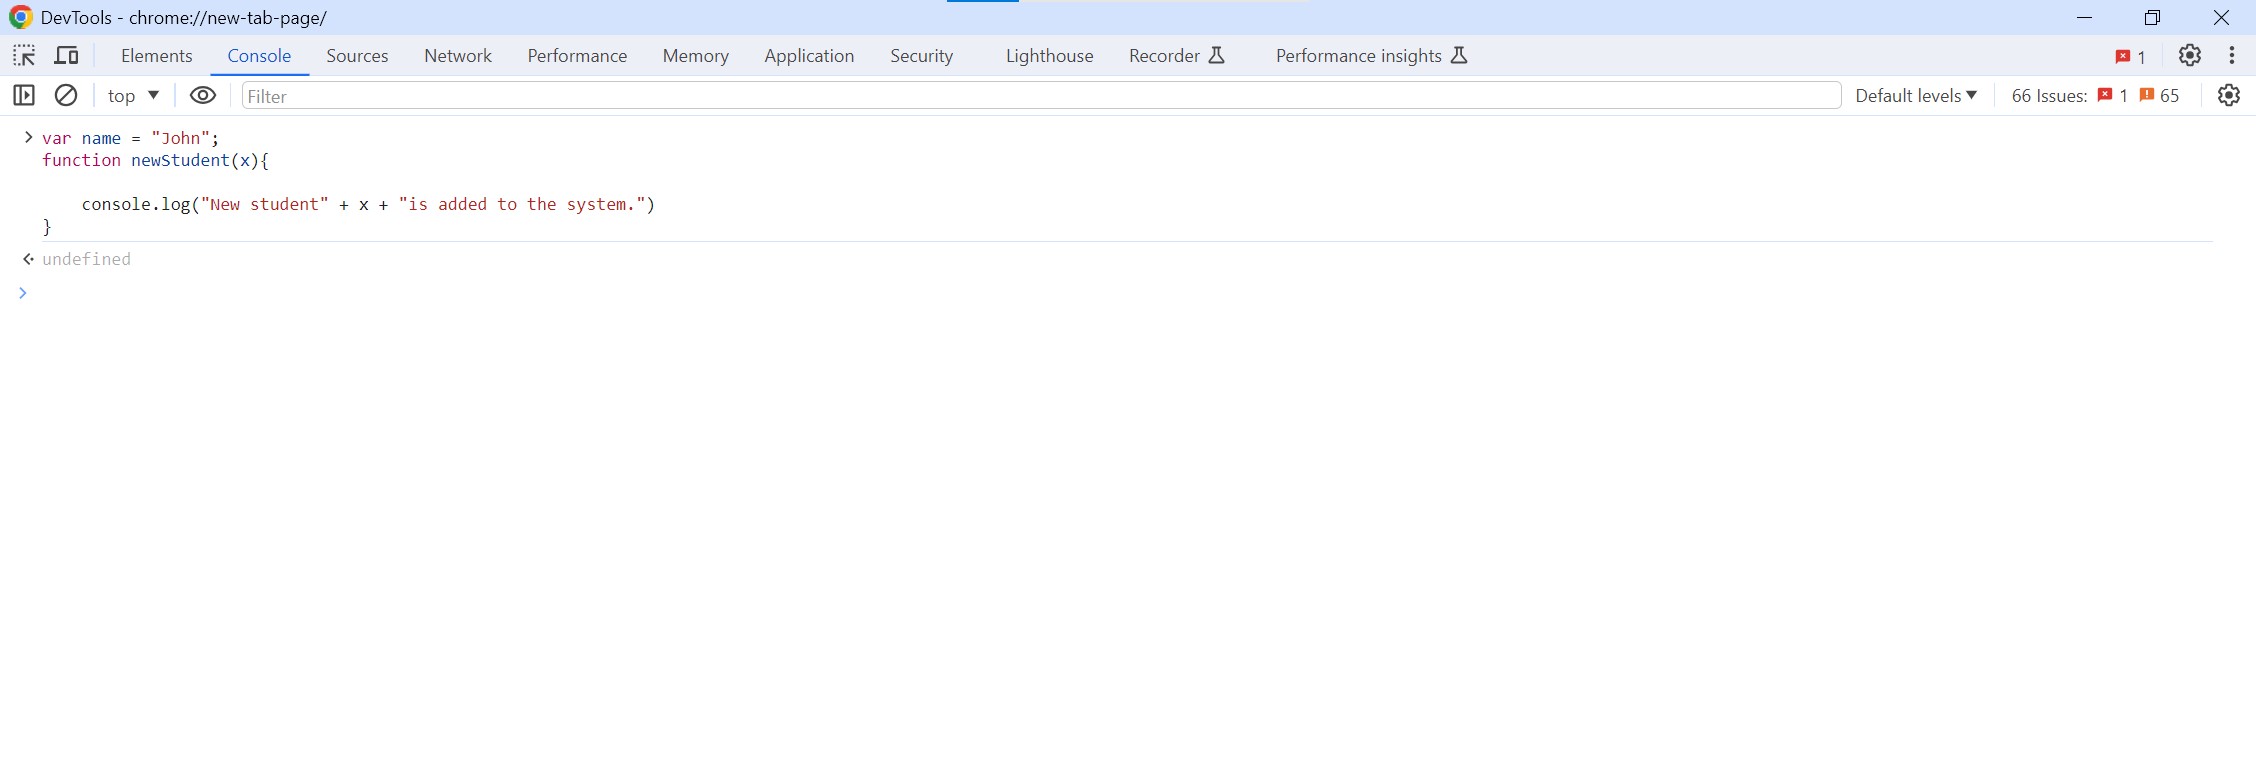 DevTools - chrome://new-tab-page/
Elements Console Sources Network Performance Memory Application Security Lighthouse Recorder Performance insights 1
top Filter Default levels 66 Issues: 1 65
var name = "John";
function newStudent(x){
console.log("New student" + x + "is added to the system.")
}
undefined